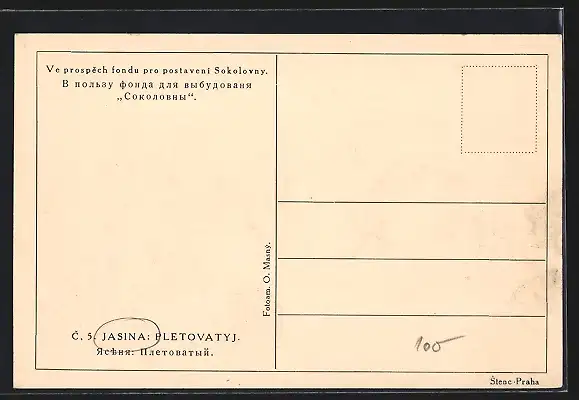 Ve prospěch fondu pro postavení Sokolovny.
В пользу фонда для выбудованя
„Соколовны“.
Fotoam. O. Masný.
Č. 5. JASINA: PLETOVATYJ.
Ясѣня: Плетоватый.
100
Štenc·Praha